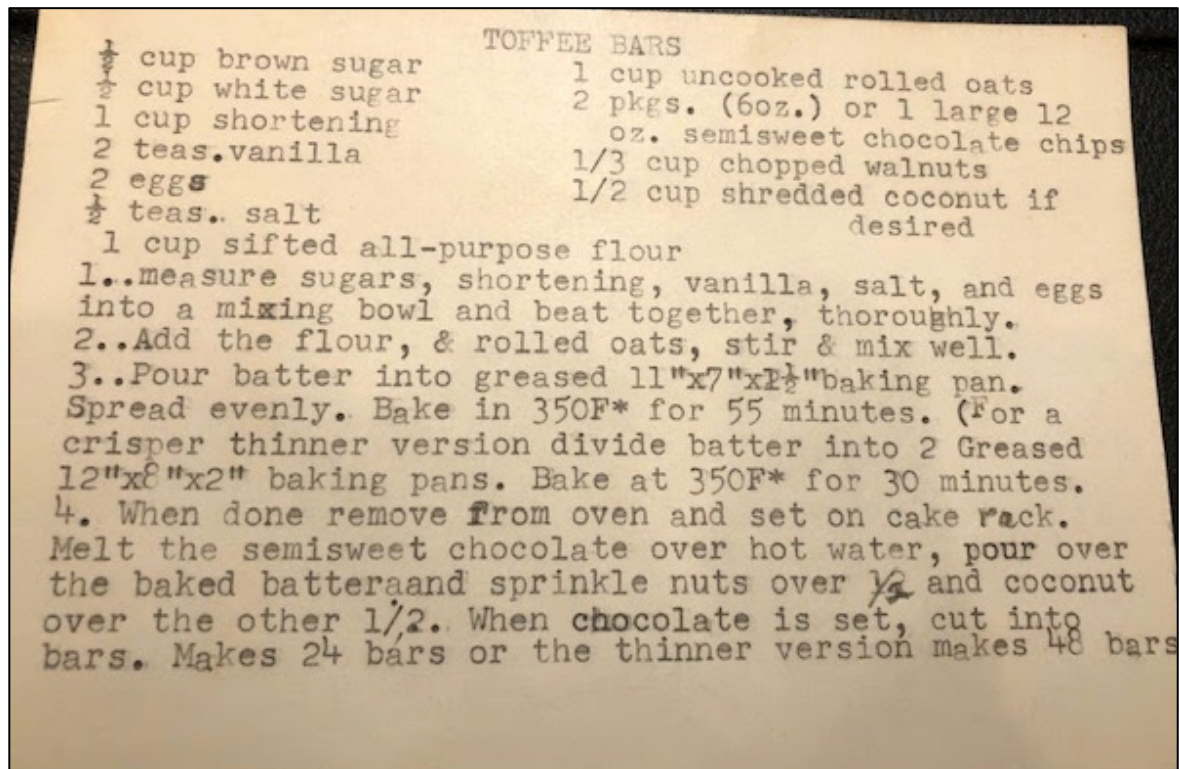 TOFFEE BARS
½ cup brown sugar
½ cup white sugar
1 cup shortening
2 teas.vanilla
2 eggs
½ teas.. salt
1 cup sifted all-purpose flour
1 cup uncooked rolled oats
2 pkgs. (6oz.) or 1 large 12
oz. semisweet chocolate chips
1/3 cup chopped walnuts
1/2 cup shredded coconut if
desired
1..measure sugars, shortening, vanilla, salt, and eggs
into a mixing bowl and beat together, thoroughly.
2..Add the flour, & rolled oats, stir & mix well.
3..Pour batter into greased 11"x7"x1½"baking pan.
Spread evenly. Bake in 350F* for 55 minutes. (For a
crisper thinner version divide batter into 2 Greased
12"x8"x2" baking pans. Bake at 350F* for 30 minutes.
4. When done remove from oven and set on cake rack.
Melt the semisweet chocolate over hot water, pour over
the baked batteraand sprinkle nuts over ½ and coconut
over the other 1/2. When chocolate is set, cut into
bars. Makes 24 bars or the thinner version makes 48 bars